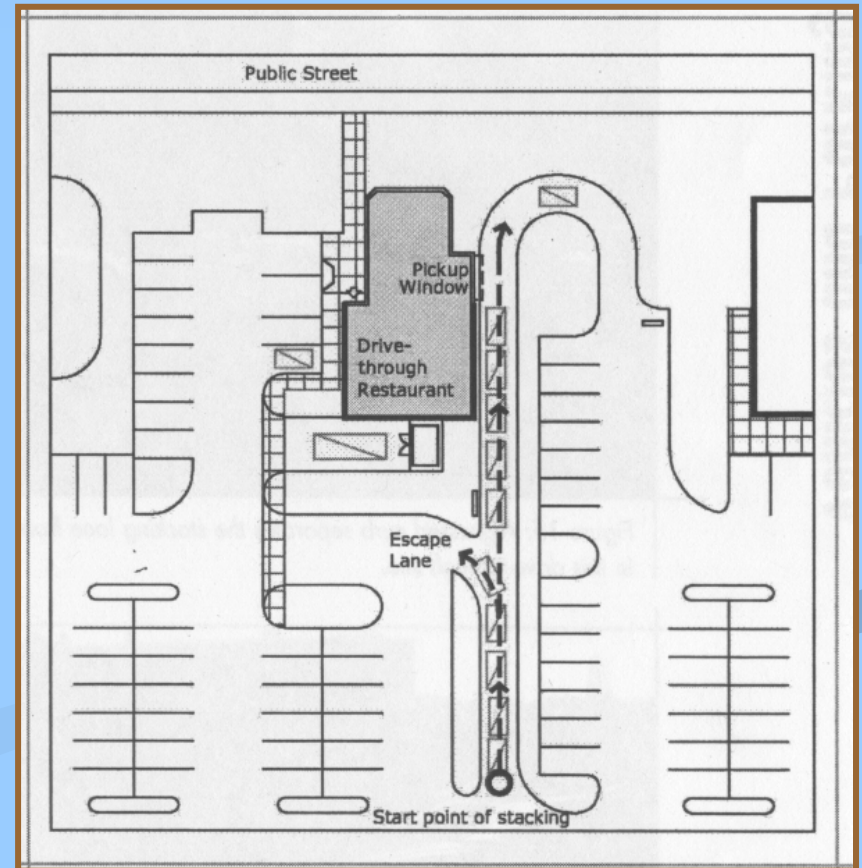 Public Street
Pickup
Window
Drive-
through
Restaurant
Escape
Lane
Start point of stacking